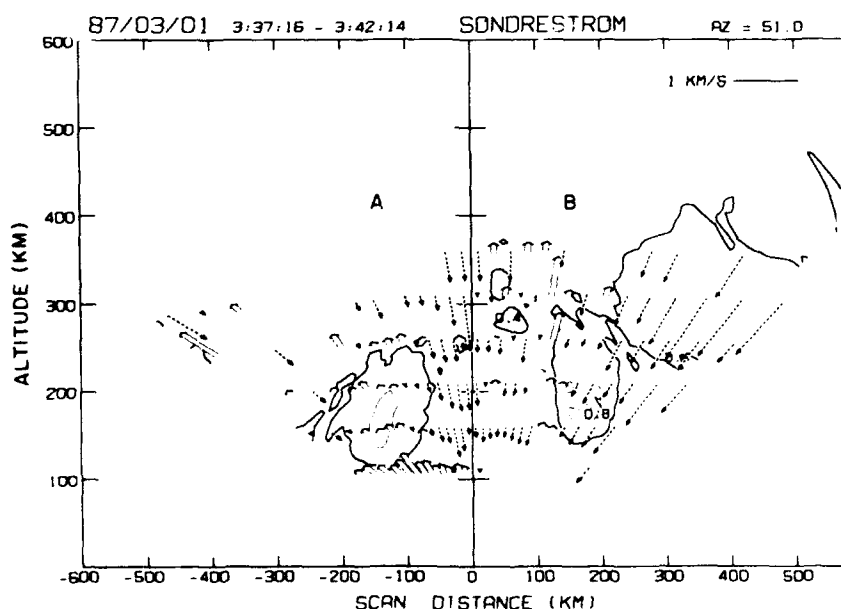 87/03/01 3:37:16 - 3:42:14 SONDRESTROM AZ = 51.0
600
1 KM/S
500
A B
400
300
200
0.8
100
0
ALTITUDE (KM)
-600 -500 -400 -300 -200 -100 0 100 200 300 400 500
SCAN DISTANCE (KM)